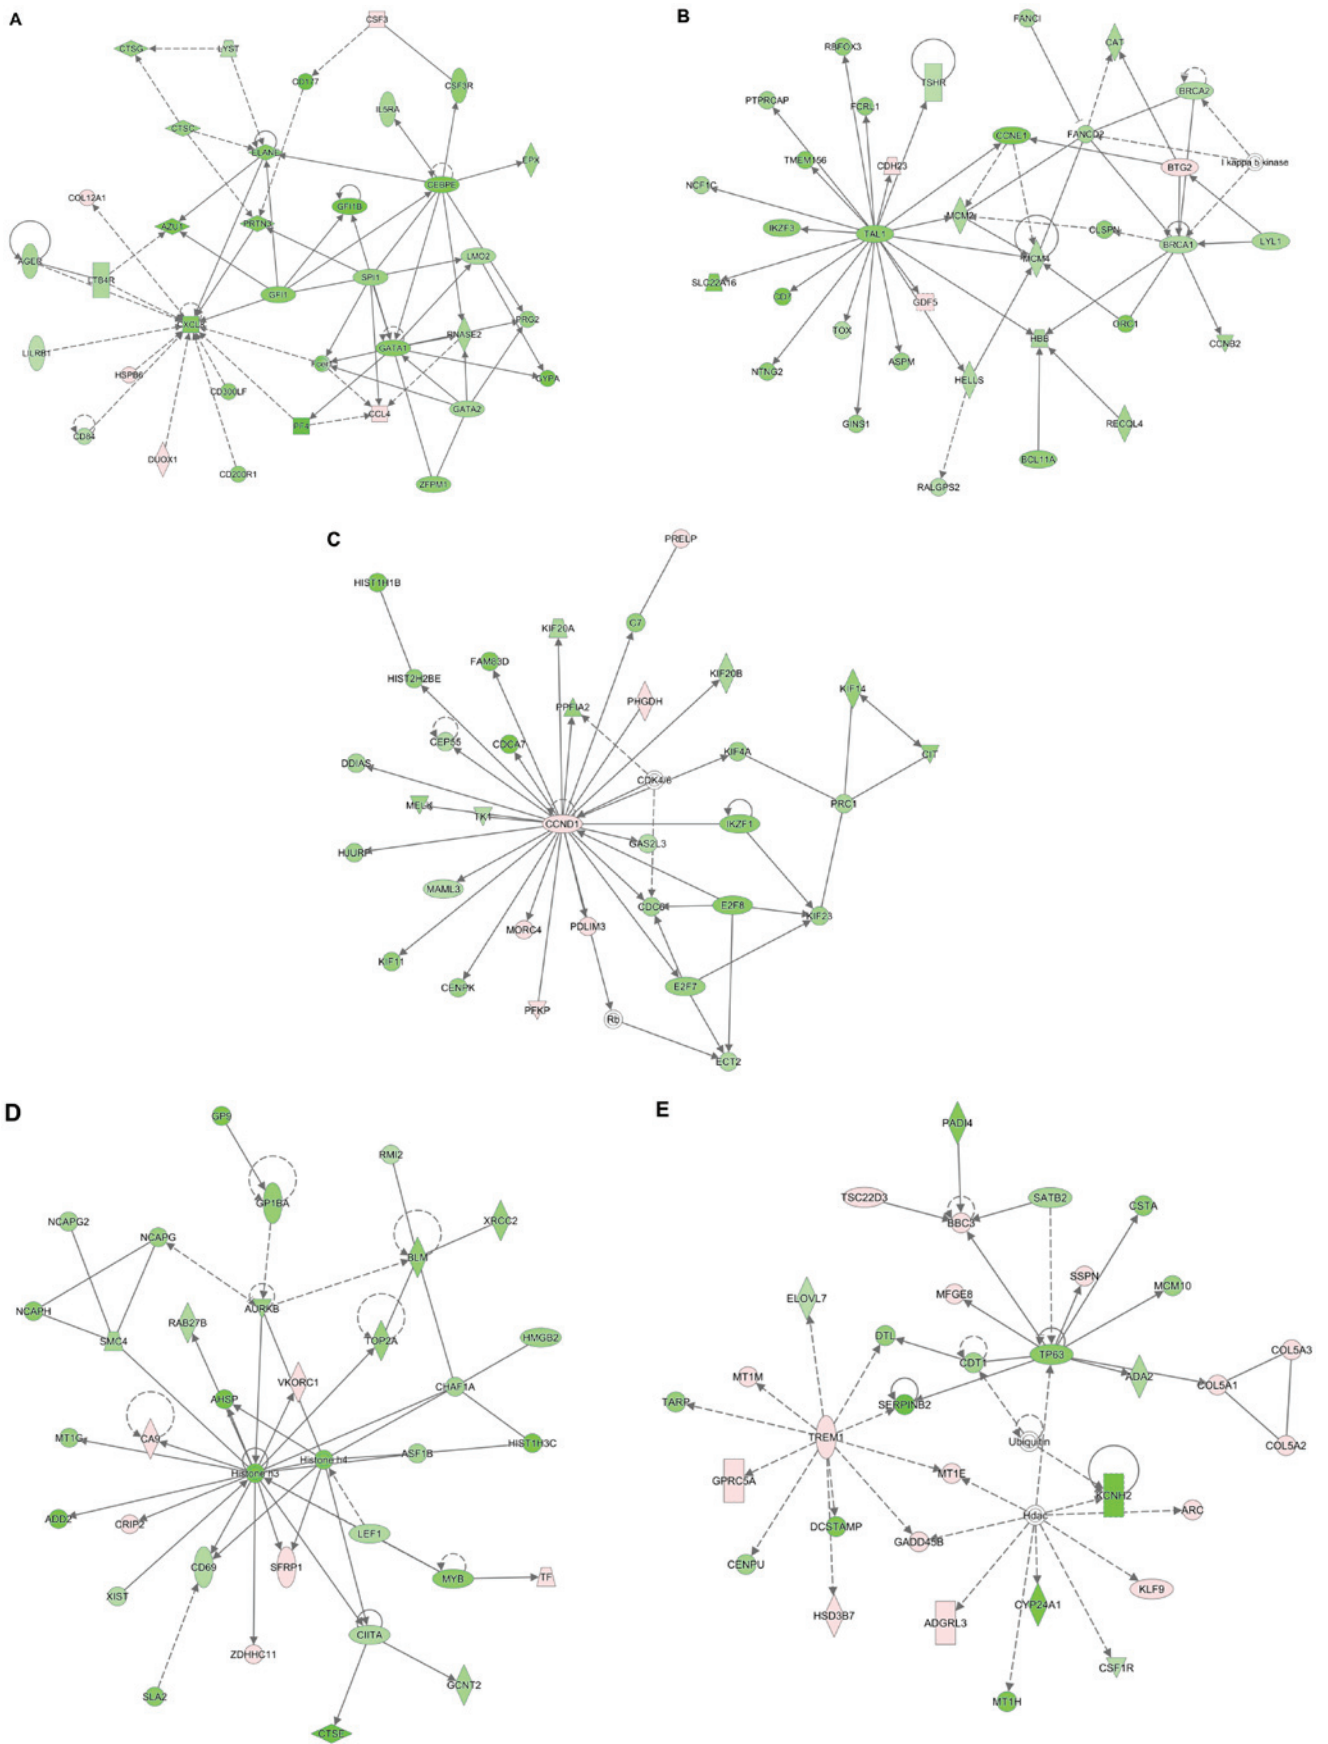 A
CSF3
CTSG
LYST
CD177
CSF3R
IL5RA
CTSC
ELANE
EPX
CEBPE
COL12A1
GFI1B
AZU1
PRTN3
AGER
LTB4R
LMO2
SPI1
GFI1
PRG2
RNASE2
GATA1
LILRB1
HSPB6
CD300LF
GYPA
CCL4
GATA2
PF4
CD84
DUOX1
CD200R1
ZFPM1
B
FANCI
RBFOX3
CAT
TSHR
BRCA2
PTPRCAP
FCRL1
CCNE1
FANCD2
TMEM156
CDH23
BTG2
I kappa b kinase
NCF1C
MCM2
IKZF3
TAL1
CLSPN
BRCA1
LYL1
MCM4
SLC22A16
CD7
GDF5
ORC1
TOX
HBB
CCNB2
NTNG2
ASPM
HELLS
GINS1
RECQL4
BCL11A
RALGPS2
C
PRELP
HIST1H1B
KIF20A
C7
FAM83D
HIST2H2BE
KIF20B
KIF14
PPFIA2
PHGDH
CEP55
CDCA7
KIF4A
CIT
DDIAS
CDK4/6
MELK
TK1
PRC1
CCND1
IKZF1
HJURP
GAS2L3
MAML3
CDC6
E2F8
KIF23
MORC4
PDLIM3
KIF11
CENPK
E2F7
PFKP
Rb
ECT2
D
GP9
RMI2
GP1BA
NCAPG2
XRCC2
NCAPG
BLM
NCAPH
AURKB
RAB27B
SMC4
TOP2A
HMGB2
VKORC1
CHAF1A
AHSP
MT1G
CA9
HIST1H3C
ASF1B
Histone h4
Histone h3
ADD2
CRIP2
LEF1
CD69
SFRP1
MYB
TF
XIST
CIITA
ZDHHC11
GCNT2
SLA2
CTSE
E
PADI4
TSC22D3
SATB2
CSTA
BBC3
SSPN
MCM10
MFGE8
ELOVL7
DTL
CDT1
TP63
COL5A3
ADA2
COL5A1
MT1M
TARP
SERPINB2
TREM1
Ubiquitin
COL5A2
GPRC5A
MT1E
KCNH2
Hdac
ARC
DCSTAMP
GADD45B
CENPU
KLF9
HSD3B7
ADGRL3
CYP24A1
CSF1R
MT1H